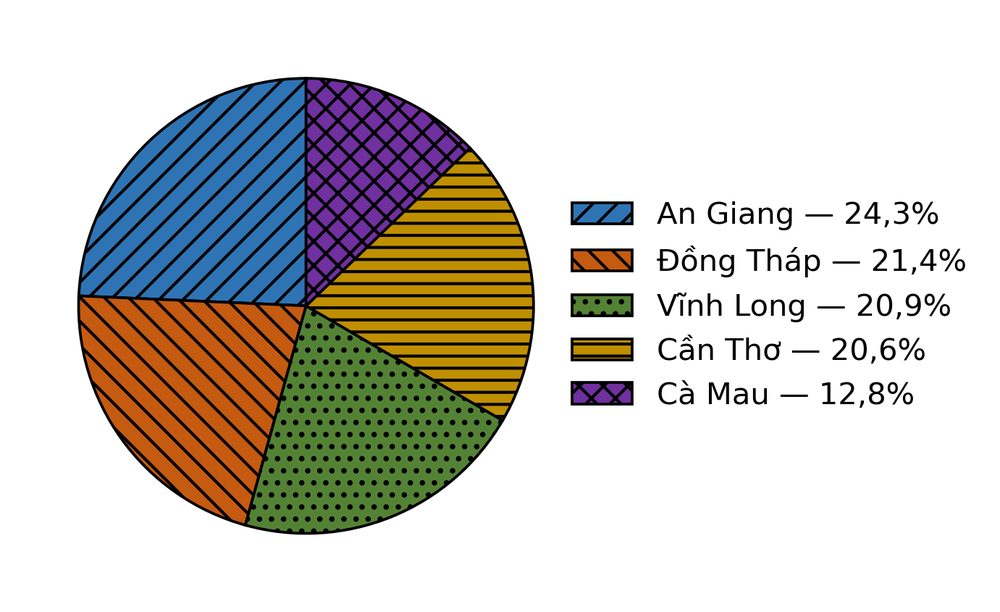 An Giang — 24,3%
Đồng Tháp — 21,4%
Vĩnh Long — 20,9%
Cần Thơ — 20,6%
Cà Mau — 12,8%